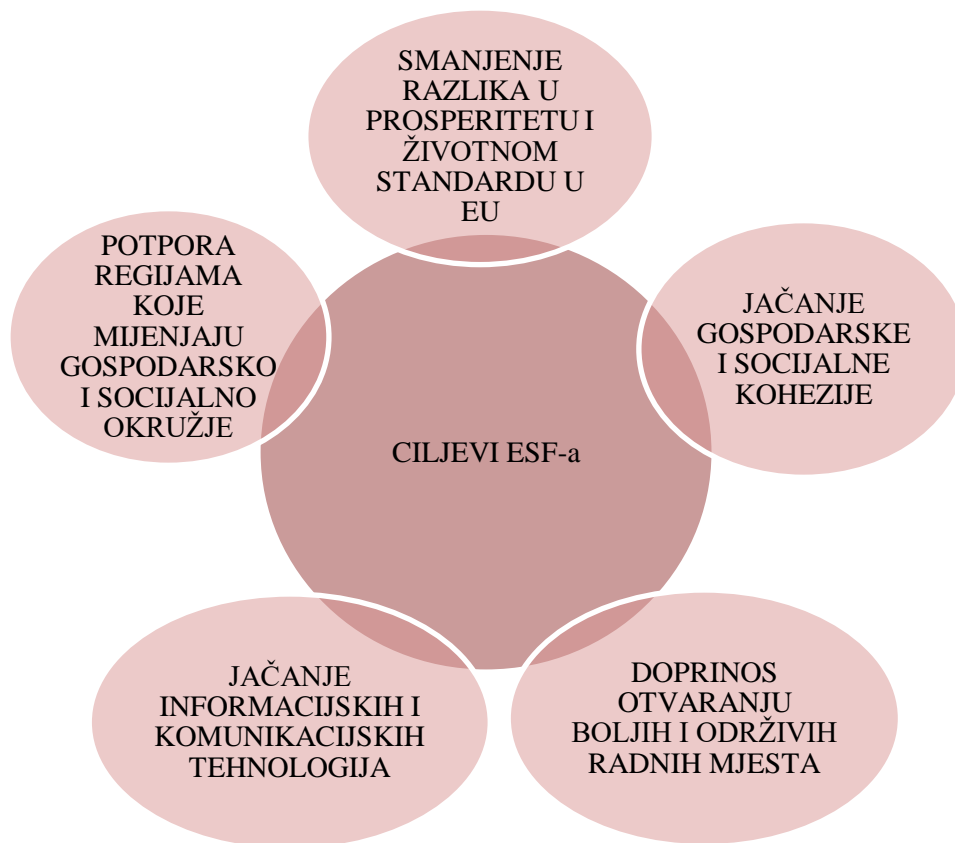 SMANJENJE
RAZLIKA U
PROSPERITETU I
ŽIVOTNOM
STANDARDU U
EU
JAČANJE
GOSPODARSKE
I SOCIJALNE
KOHEZIJE
DOPRINOS
OTVARANJU
BOLJIH I ODRŽIVIH
RADNIH MJESTA
JAČANJE
INFORMACIJSKIH I
KOMUNIKACIJSKIH
TEHNOLOGIJA
POTPORA
REGIJAMA
KOJE
MIJENJAJU
GOSPODARSKO
I SOCIJALNO
OKRUŽJE
CILJEVI ESF-a